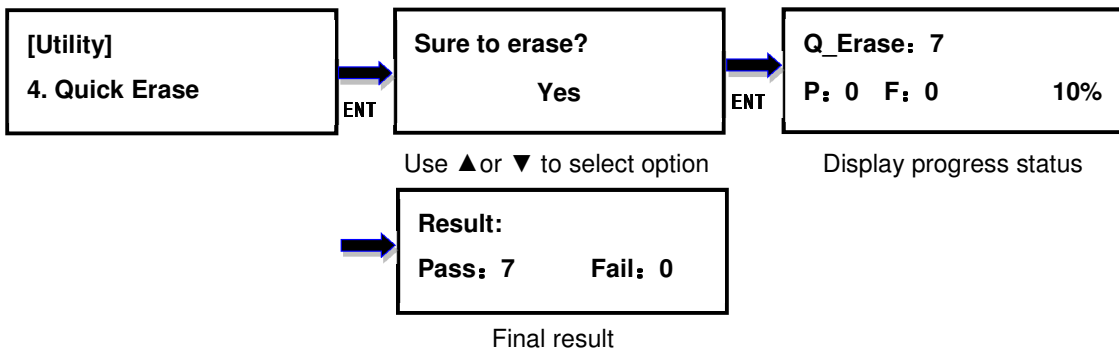 [Utility]
4. Quick Erase
ENT
Sure to erase?
Yes
Use ▲or ▼ to select option
ENT
Q_Erase：7
P：0 F：0 10%
Display progress status
Result:
Pass：7 Fail：0
Final result